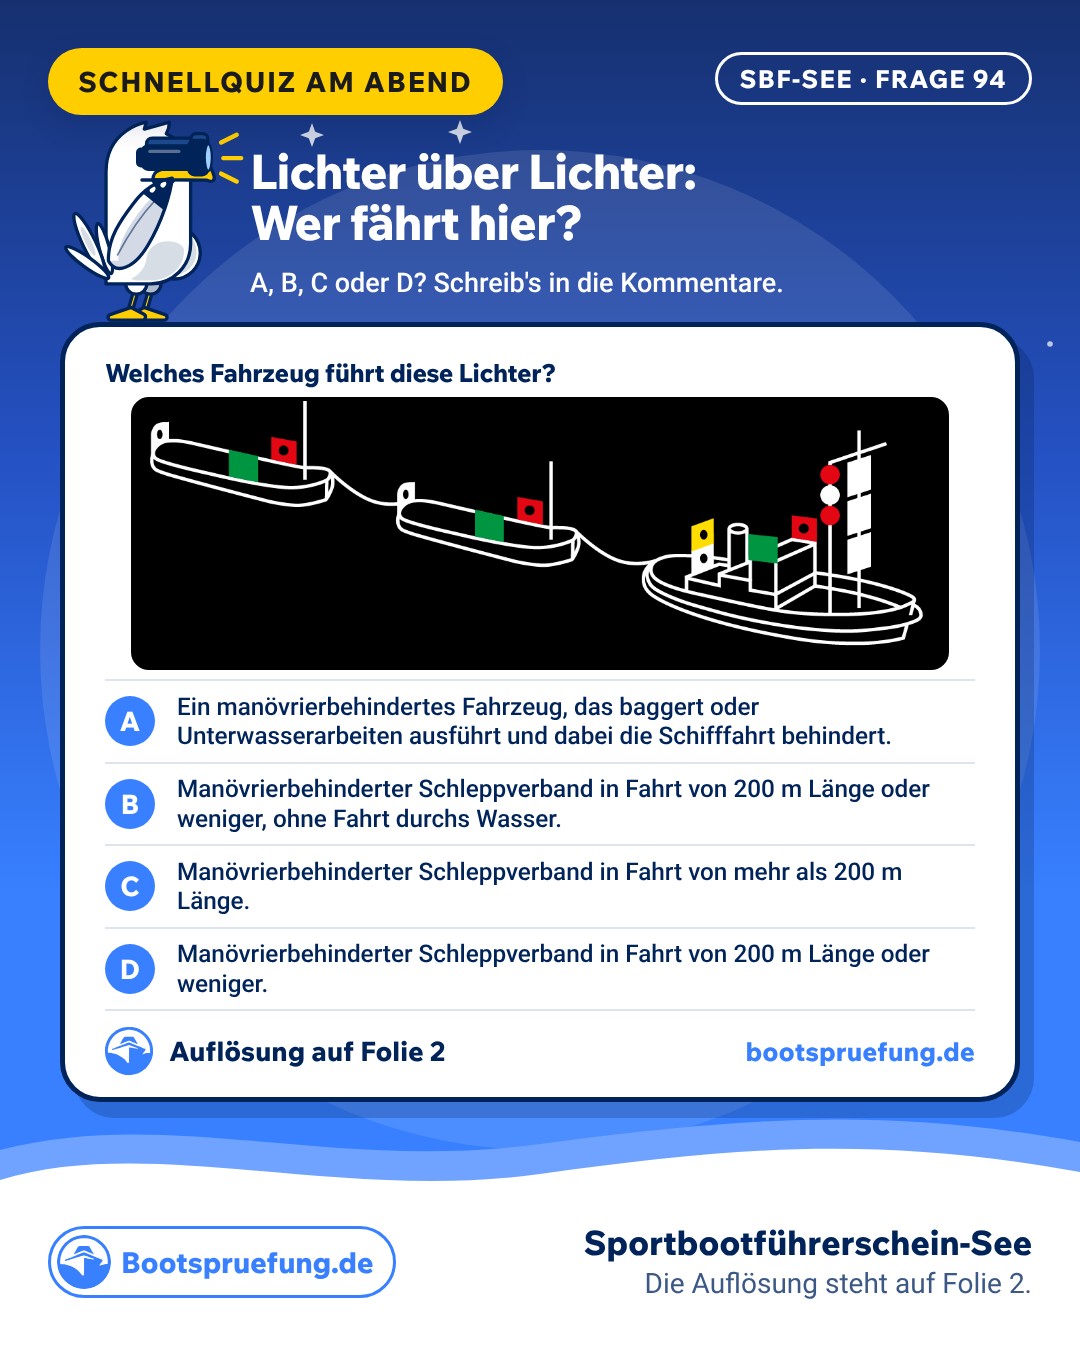 SCHNELLQUIZ AM ABEND
SBF-SEE · FRAGE 94
Lichter über Lichter:
Wer fährt hier?
A, B, C oder D? Schreib's in die Kommentare.
Welches Fahrzeug führt diese Lichter?
A
Ein manövrierbehindertes Fahrzeug, das baggert oder
Unterwasserarbeiten ausführt und dabei die Schifffahrt behindert.
B
Manövrierbehinderter Schleppverband in Fahrt von 200 m Länge oder
weniger, ohne Fahrt durchs Wasser.
C
Manövrierbehinderter Schleppverband in Fahrt von mehr als 200 m
Länge.
D
Manövrierbehinderter Schleppverband in Fahrt von 200 m Länge oder
weniger.
Auflösung auf Folie 2
bootspruefung.de
Bootspruefung.de
Sportbootführerschein-See
Die Auflösung steht auf Folie 2.